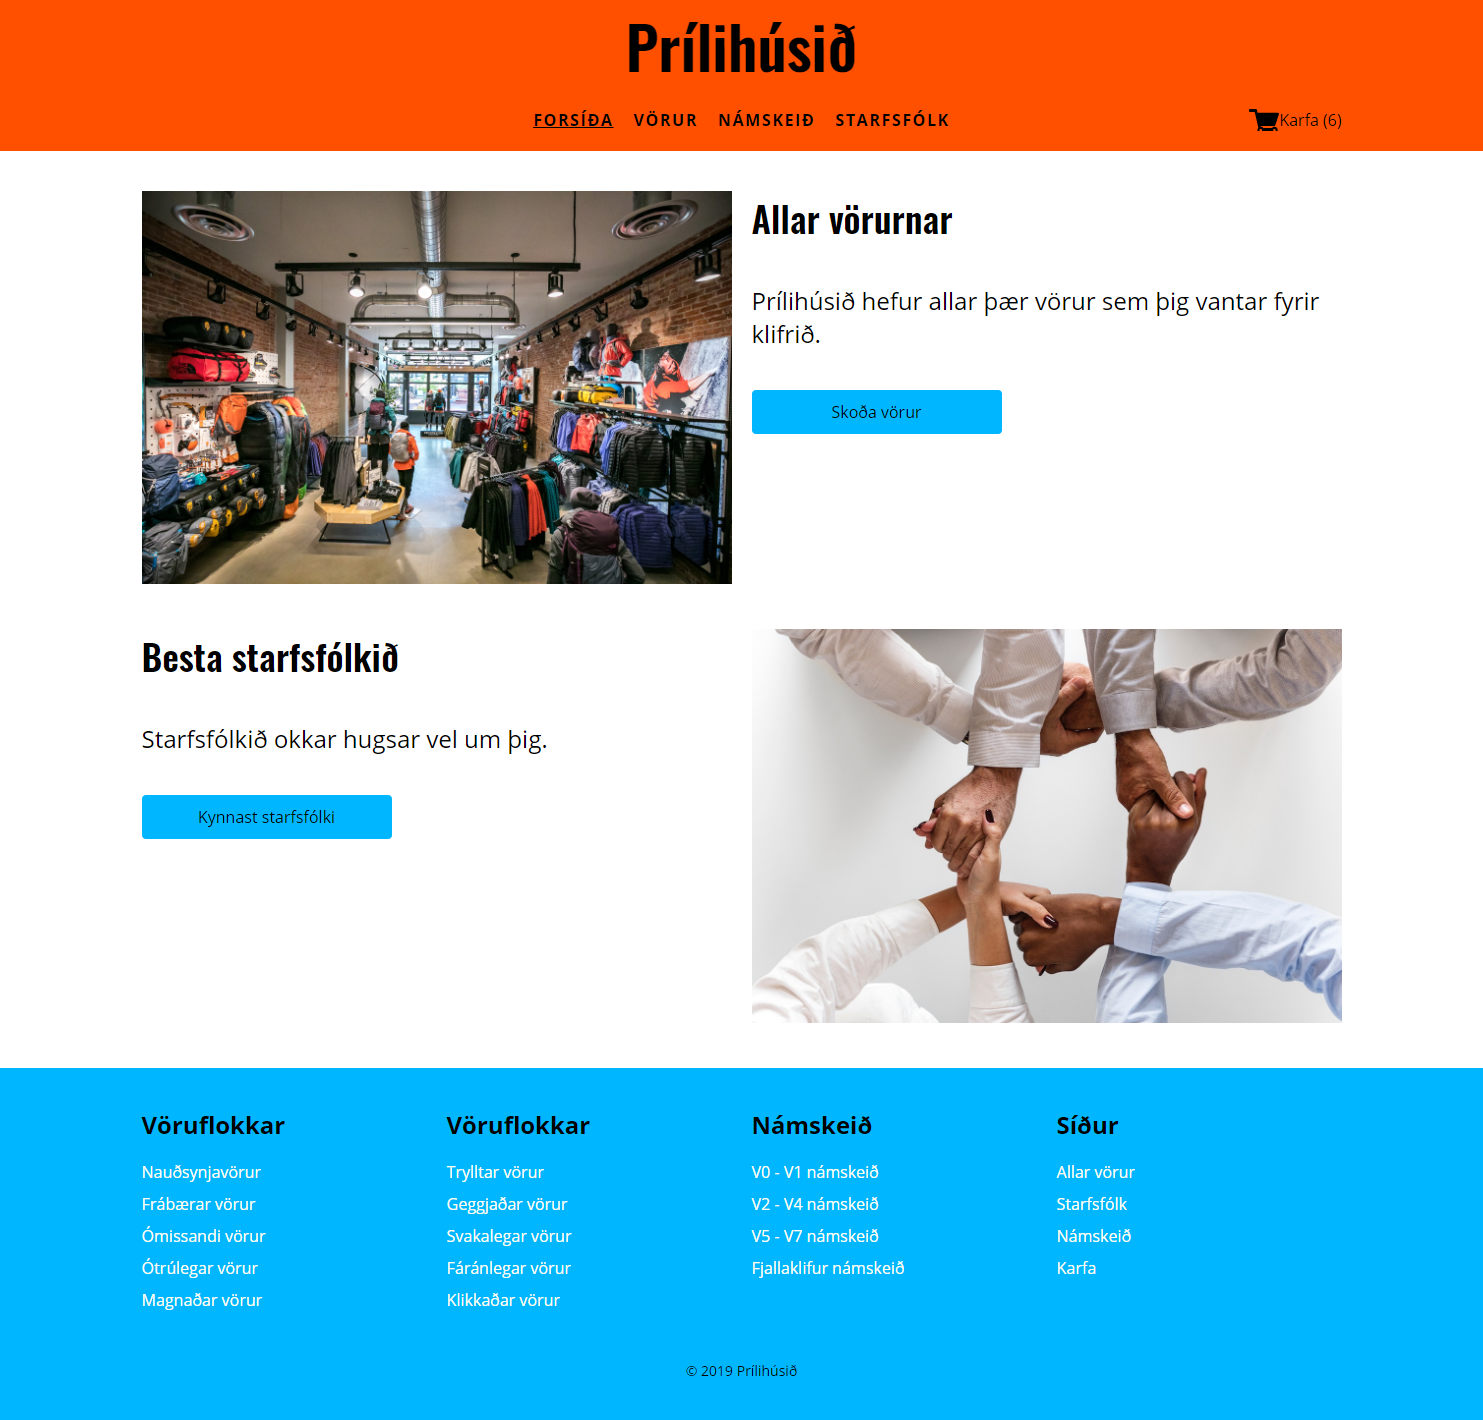 Prílihúsið
FORSÍÐA VÖRUR NÁMSKEIÐ STARFSFÓLK
Karfa (6)
Allar vörurnar
Prílihúsið hefur allar þær vörur sem þig vantar fyrir
klifrið.
Skoða vörur
Besta starfsfólkið
Starfsfólkið okkar hugsar vel um þig.
Kynnast starfsfólki
Vöruflokkar
Nauðsynjavörur
Frábærar vörur
Ómissandi vörur
Ótrúlegar vörur
Magnaðar vörur
Vöruflokkar
Trylltar vörur
Geggjaðar vörur
Svakalegar vörur
Fáránlegar vörur
Klikkaðar vörur
Námskeið
V0 - V1 námskeið
V2 - V4 námskeið
V5 - V7 námskeið
Fjallaklifur námskeið
Síður
Allar vörur
Starfsfólk
Námskeið
Karfa
© 2019 Prílihúsið